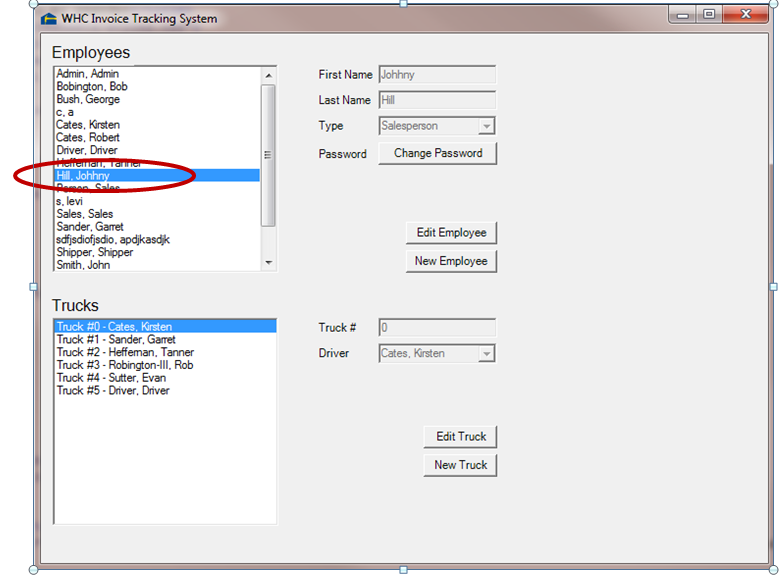 WHC Invoice Tracking System
Employees
Admin, Admin
Bobington, Bob
Bush, George
c, a
Cates, Kirsten
Cates, Robert
Driver, Driver
Heffernan, Tanner
Hill, Johhny
Person, Sales
s, levi
Sales, Sales
Sander, Garret
sdfjsdiofjsdio, apdjkasdjk
Shipper, Shipper
Smith, John
First Name Johhny
Last Name Hill
Type Salesperson
Password Change Password
Edit Employee
New Employee
Trucks
Truck #0 - Cates, Kirsten
Truck #1 - Sander, Garret
Truck #2 - Heffernan, Tanner
Truck #3 - Robington-III, Rob
Truck #4 - Sutter, Evan
Truck #5 - Driver, Driver
Truck # 0
Driver Cates, Kirsten
Edit Truck
New Truck